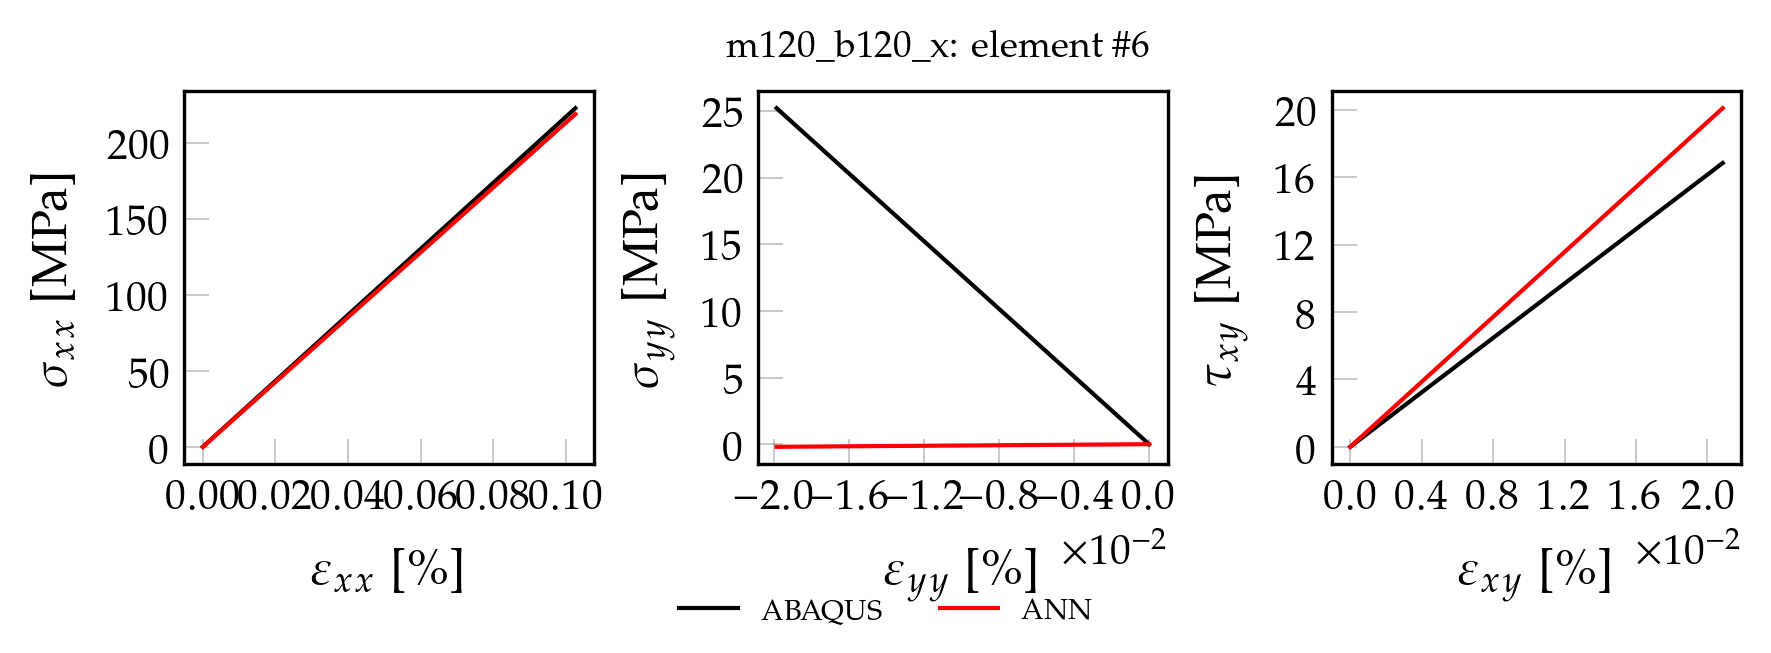 m120_b120_x: element #6
σxx [MPa]
200
150
100
50
0
0.00 0.02 0.04 0.06 0.08 0.10
εxx [%]
σyy [MPa]
25
20
15
10
5
0
−2.0 −1.6 −1.2 −0.8 −0.4 0.0
×10−2
εyy [%]
τxy [MPa]
20
16
12
8
4
0
0.0 0.4 0.8 1.2 1.6 2.0
×10−2
εxy [%]
ABAQUS ANN